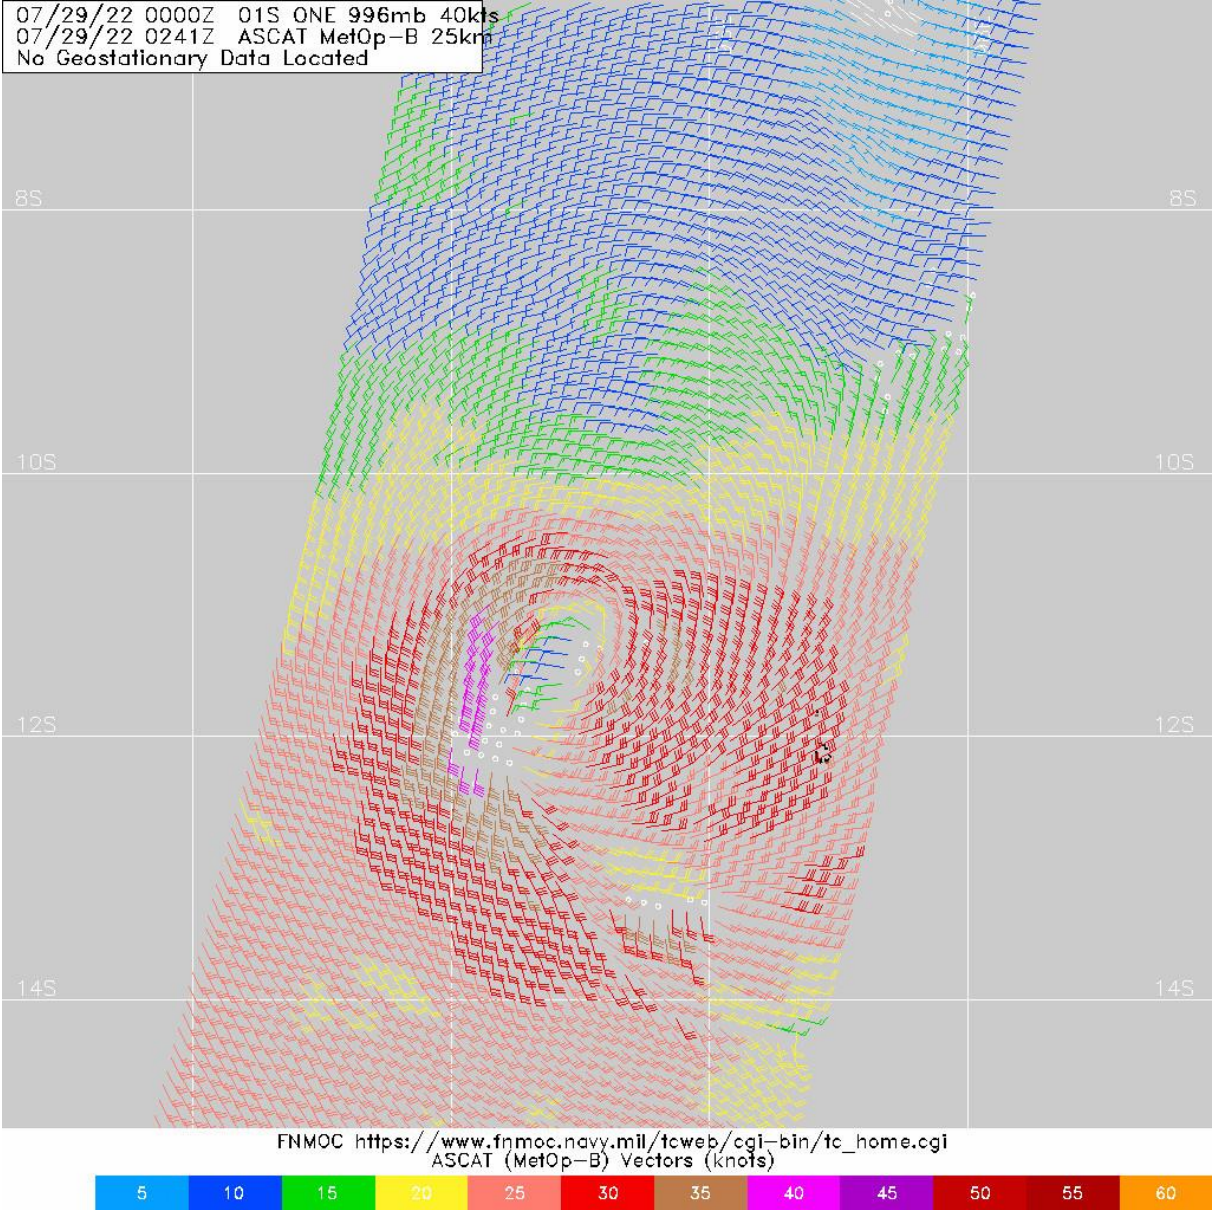 07/29/22 0000Z 01S ONE 996mb 40kts
07/29/22 0241Z ASCAT MetOp-B 25km
No Geostationary Data Located
8S 8S
10S 10S
12S 12S
14S 14S
FNMOC https://www.fnmoc.navy.mil/tcweb/cgi-bin/tc_home.cgi
ASCAT (MetOp-B) Vectors (knots)
5 10 15 20 25 30 35 40 45 50 55 60